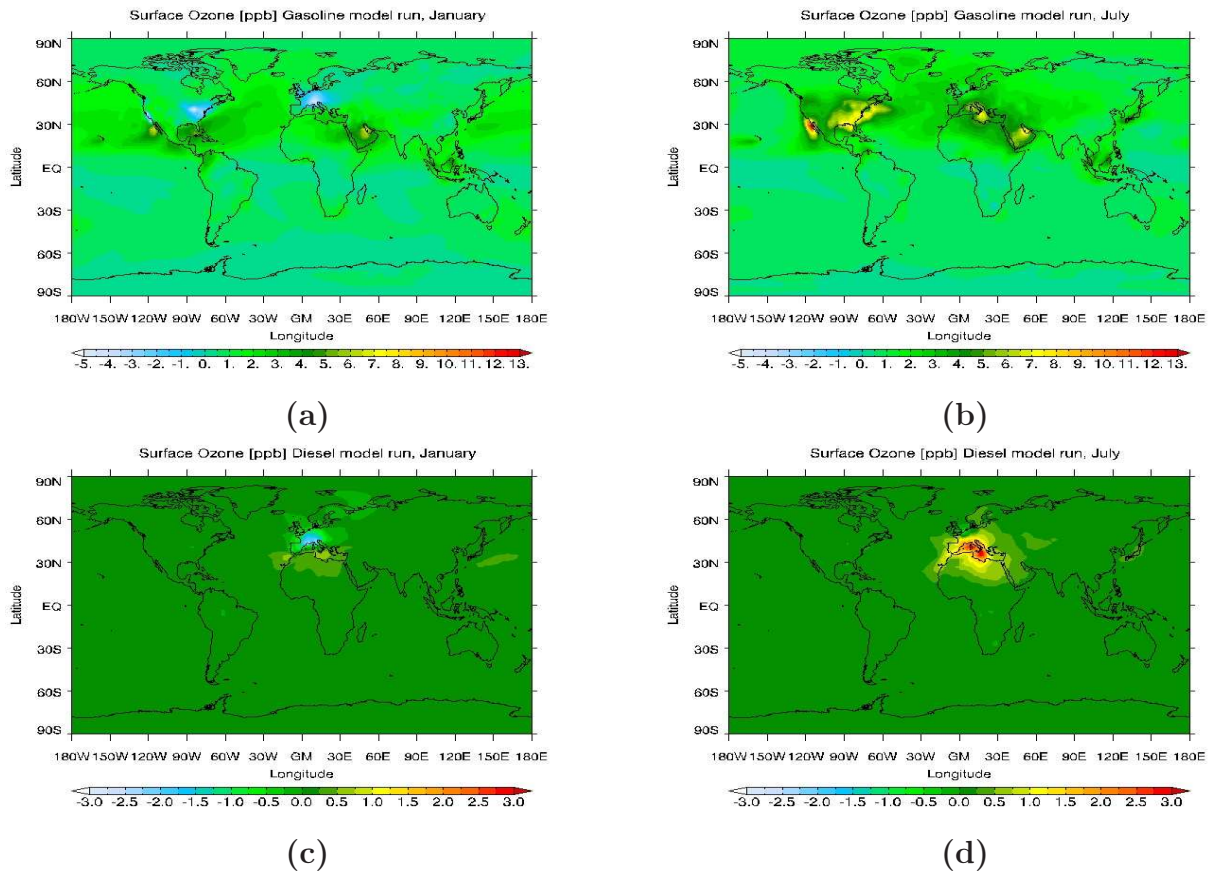 Surface Ozone [ppb] Gasoline model run, January
90N
60N
30N
EQ
30S
60S
90S
Latitude
180W 150W 120W 90W 60W 30W GM 30E 60E 90E 120E 150E 180E
Longitude
-5. -4. -3. -2. -1. 0. 1. 2. 3. 4. 5. 6. 7. 8. 9. 10. 11. 12. 13.
(a)
Surface Ozone [ppb] Gasoline model run, July
90N
60N
30N
EQ
30S
60S
90S
Latitude
180W 150W 120W 90W 60W 30W GM 30E 60E 90E 120E 150E 180E
Longitude
-5. -4. -3. -2. -1. 0. 1. 2. 3. 4. 5. 6. 7. 8. 9. 10. 11. 12. 13.
(b)
Surface Ozone [ppb] Diesel model run, January
90N
60N
30N
EQ
30S
60S
90S
Latitude
180W 150W 120W 90W 60W 30W GM 30E 60E 90E 120E 150E 180E
Longitude
-3.0 -2.5 -2.0 -1.5 -1.0 -0.5 0.0 0.5 1.0 1.5 2.0 2.5 3.0
(c)
Surface Ozone [ppb] Diesel model run, July
90N
60N
30N
EQ
30S
60S
90S
Latitude
180W 150W 120W 90W 60W 30W GM 30E 60E 90E 120E 150E 180E
Longitude
-3.0 -2.5 -2.0 -1.5 -1.0 -0.5 0.0 0.5 1.0 1.5 2.0 2.5 3.0
(d)